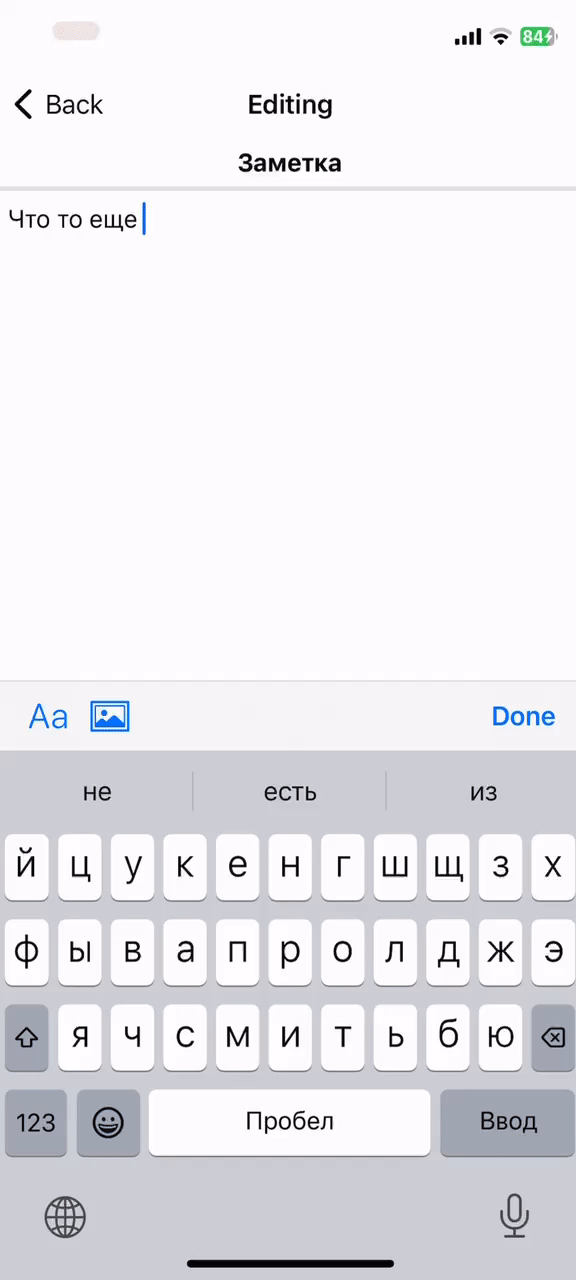 84
Back
Editing
Заметка
Что то еще
Aa
Done
не есть из
й ц у к е н г ш щ з х
ф ы в а п р о л д ж э
я ч с м и т ь б ю
123 Пробел Ввод